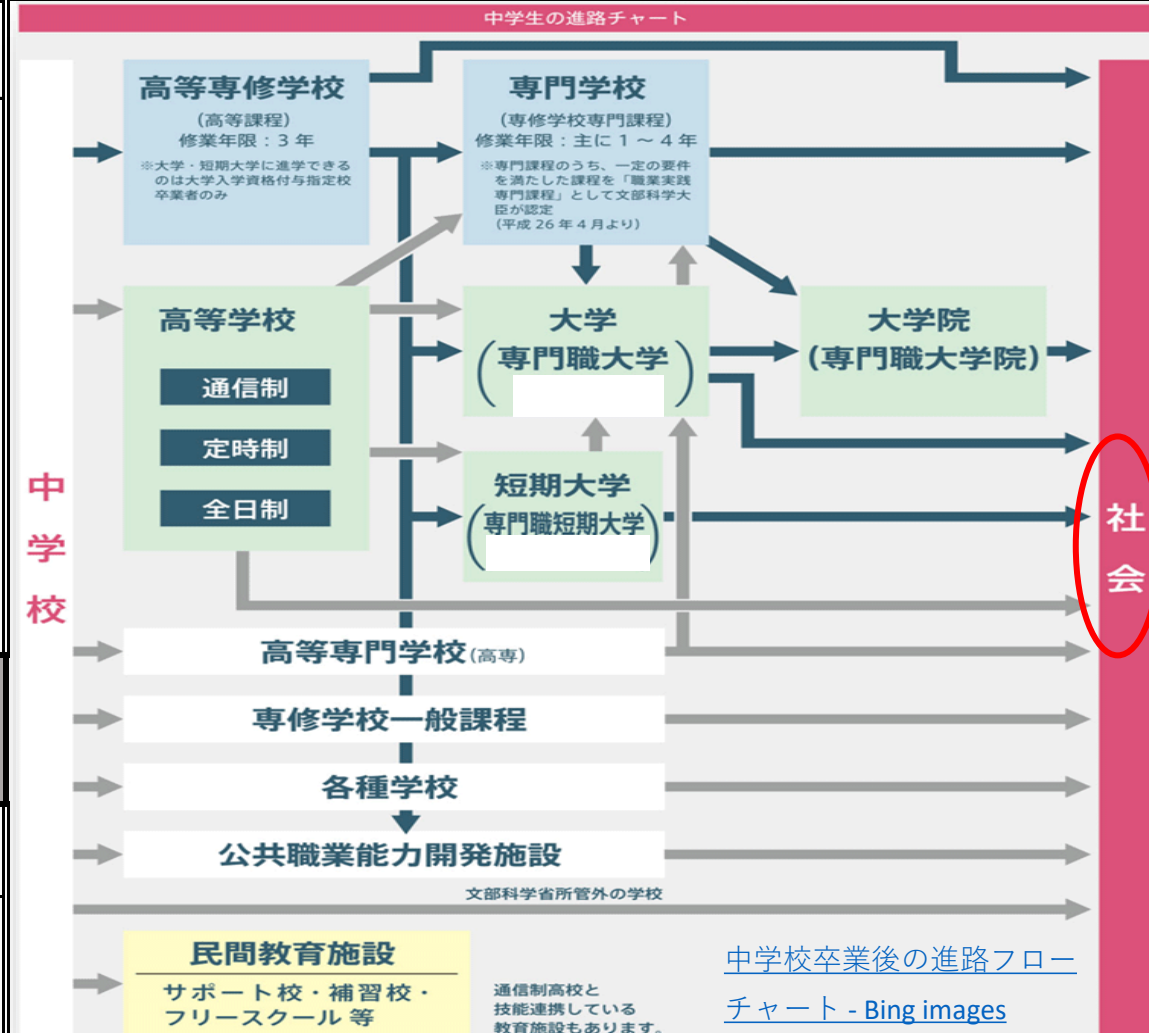 中学生の進路チャート
中学校
高等専修学校
(高等課程)
修業年限：3年
※大学・短期大学に進学できる
のは大学入学資格付与指定校
卒業者のみ
専門学校
(専修学校専門課程)
修業年限：主に1～4年
※専門課程のうち、一定の要件
を満たした課程を「職業実践
専門課程」として文部科学大
臣が認定
(平成26年4月より)
高等学校
通信制
定時制
全日制
大学
(専門職大学)
大学院
(専門職大学院)
短期大学
(専門職短期大学)
社会
高等専門学校(高専)
専修学校一般課程
各種学校
公共職業能力開発施設
文部科学省所管外の学校
民間教育施設
サポート校・補習校・
フリースクール 等
通信制高校と
技能連携している
教育施設もあります。
中学校卒業後の進路フロー
チャート - Bing images